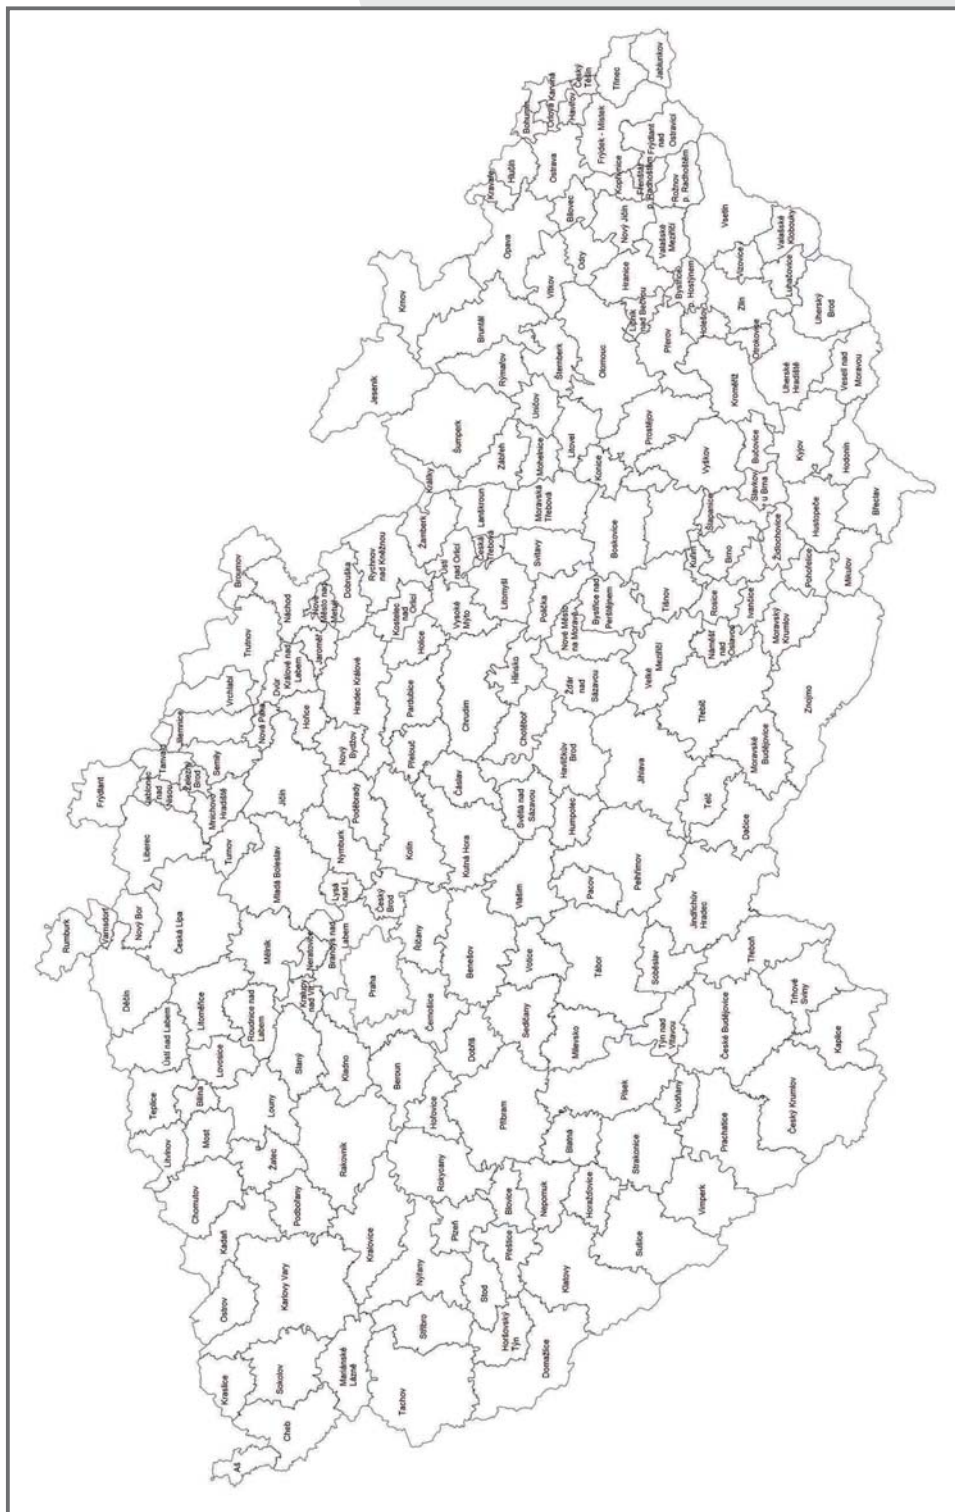 Aš
Cheb
Kraslice
Sokolov
Mariánské
Lázně
Ostrov
Karlovy Vary
Kadaň
Chomutov
Podbořany
Litvínov
Most
Žatec
Teplice
Bílina
Louny
Ústí nad Labem
Lovosice
Litoměřice
Roudnice nad
Labem
Děčín
Rumburk
Varnsdorf
Nový Bor
Česká Lípa
Liberec
Frýdlant
Jablonec
nad
Nisou
Tanvald
Železný
Brod
Semily
Jilemnice
Turnov
Mnichovo
Hradiště
Mladá Boleslav
Jičín
Nová Paka
Vrchlabí
Trutnov
Dvůr
Králové nad
Labem
Hořice
Jaroměř
Náchod
Broumov
Nové
Město nad
Metují
Dobruška
Rychnov
nad Kněžnou
Kostelec
nad
Orlicí
Hradec Králové
Nový
Bydžov
Tachov
Stříbro
Nýřany
Kralovice
Plzeň
Rokycany
Stod
Horšovský
Týn
Domažlice
Přeštice
Blovice
Nepomuk
Klatovy
Sušice
Horažďovice
Rakovník
Slaný
Kladno
Kralupy
nad Vlt.
Neratovice
Mělník
Brandýs nad
Labem
Lysá
nad L.
Nymburk
Poděbrady
Český
Brod
Kolín
Kutná Hora
Čáslav
Praha
Beroun
Hořovice
Černošice
Říčany
Dobříš
Příbram
Sedlčany
Benešov
Votice
Vlašim
Blatná
Strakonice
Vodňany
Písek
Milevsko
Tábor
Soběslav
Týn nad
Vltavou
Vimperk
Prachatice
Český Krumlov
České Budějovice
Kaplice
Trhové
Sviny
Třeboň
Jindřichův
Hradec
Dačice
Pacov
Pelhřimov
Humpolec
Světlá nad
Sázavou
Havlíčkův
Brod
Chotěboř
Jihlava
Telč
Třebíč
Moravské
Budějovice
Žďár
nad
Sázavou
Velké
Meziříčí
Nové Město
na Moravě
Bystřice nad
Perštějnem
Náměšť
nad
Oslavou
Přelouč
Pardubice
Holice
Chrudim
Hlinsko
Vysoké
Mýto
Litomyšl
Polička
Svitavy
Ústí
nad Orlicí
Česká
Třebová
Žamberk
Králíky
Lanškroun
Moravská
Třebová
Znojmo
Moravský
Krumlov
Ivančice
Rosice
Tišnov
Kuřim
Brno
Šlapanice
Boskovice
Židlochovice
Pohořelice
Mikulov
Hustopeče
Břeclav
Hodonín
Kyjov
Veselí nad
Moravou
Slavkov
u Brna
Bučovice
Vyškov
Jeseník
Šumperk
Zábřeh
Mohelnice
Uničov
Litovel
Konice
Prostějov
Olomouc
Šternberk
Přerov
Lipník
nad Bečvou
Hranice
Kroměříž
Holešov
Bystřice
p. Hostýnem
Otrokovice
Zlín
Vizovice
Luhačovice
Uherské
Hradiště
Uherský
Brod
Valašské
Klobouky
Vsetín
Valašské
Meziříčí
Rožnov
p. Radhoštěm
Rýmařov
Bruntál
Krnov
Opava
Vítkov
Odry
Bílovec
Nový Jičín
Kopřivnice
Frenštát
p. Radhoštěm
Frýdlant
nad
Ostravicí
Kravaře
Hlučín
Ostrava
Bohumín
Orlová
Karviná
Havířov
Český
Těšín
Frýdek - Místek
Třinec
Jablunkov